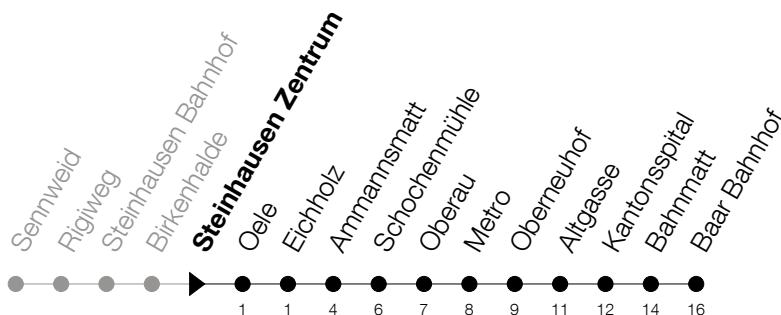 Sennweid
Rigiweg
Steinhausen Bahnhof
Birkenhalde
Steinhausen Zentrum
Oele
Eichholz
Ammannsmatt
Schochenmühle
Oberau
Metro
Oberneuhof
Altgasse
Kantonsspital
Bahnmatt
Baar Bahnhof
1 1 4 6 7 8 9 11 12 14 16